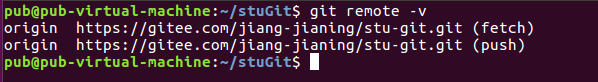 pub@pub-virtual-machine:~/stuGit$ git remote -v
origin  https://gitee.com/jiang-jianing/stu-git.git (fetch)
origin  https://gitee.com/jiang-jianing/stu-git.git (push)
pub@pub-virtual-machine:~/stuGit$